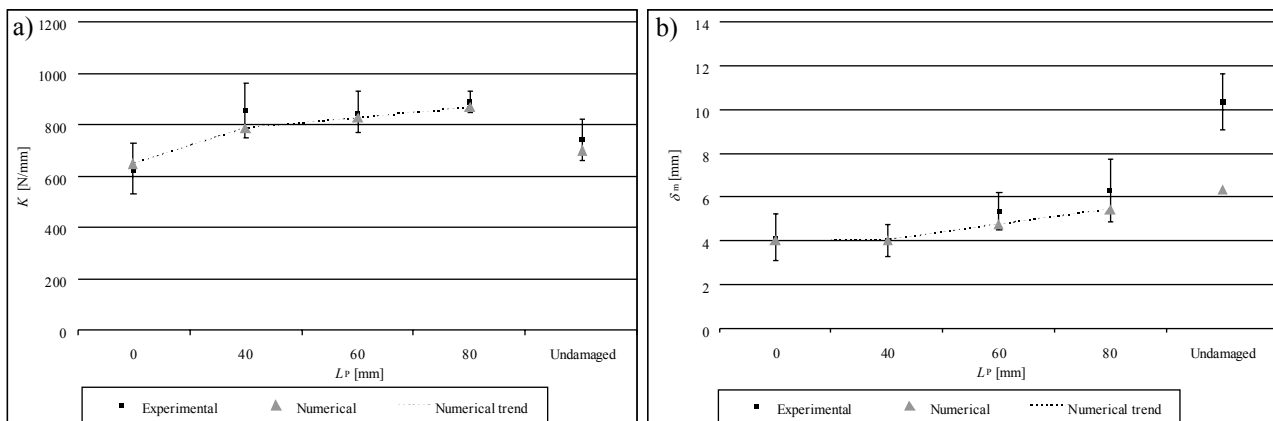 a)
1200
1000
800
600
400
200
0
K [N/mm]
0 40 60 80 Undamaged
LP [mm]
Experimental Numerical Numerical trend
b)
14
12
10
8
6
4
2
0
δm [mm]
0 40 60 80 Undamaged
LP [mm]
Experimental Numerical Numerical trend